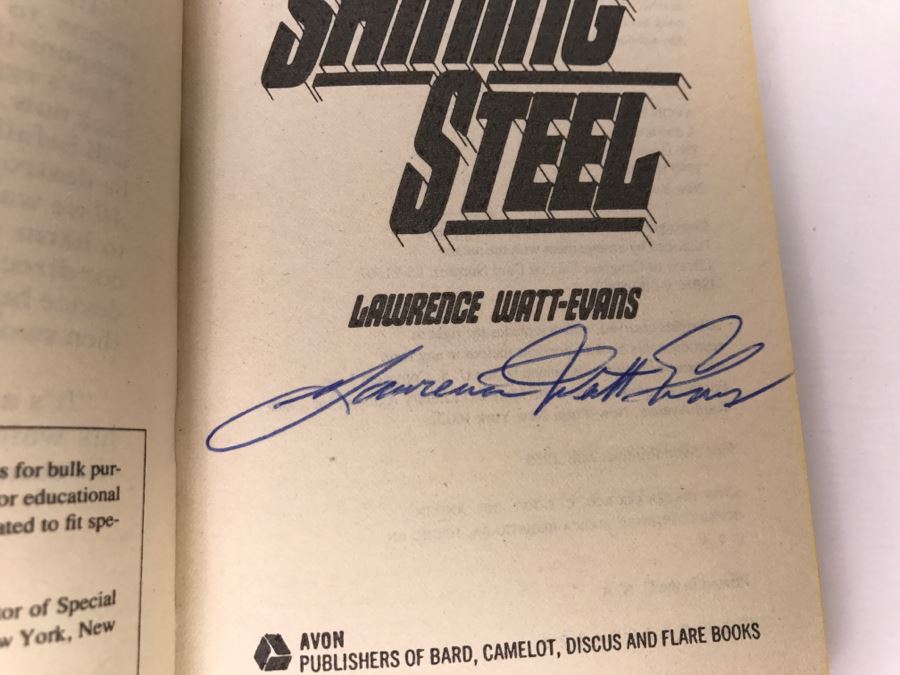 SHINING
STEEL
LAWRENCE WATT-EVANS
Lawrence Watt-Evans
s for bulk pur-
or educational
ated to fit spe-
tor of Special
w York, New
AVON
PUBLISHERS OF BARD, CAMELOT, DISCUS AND FLARE BOOKS